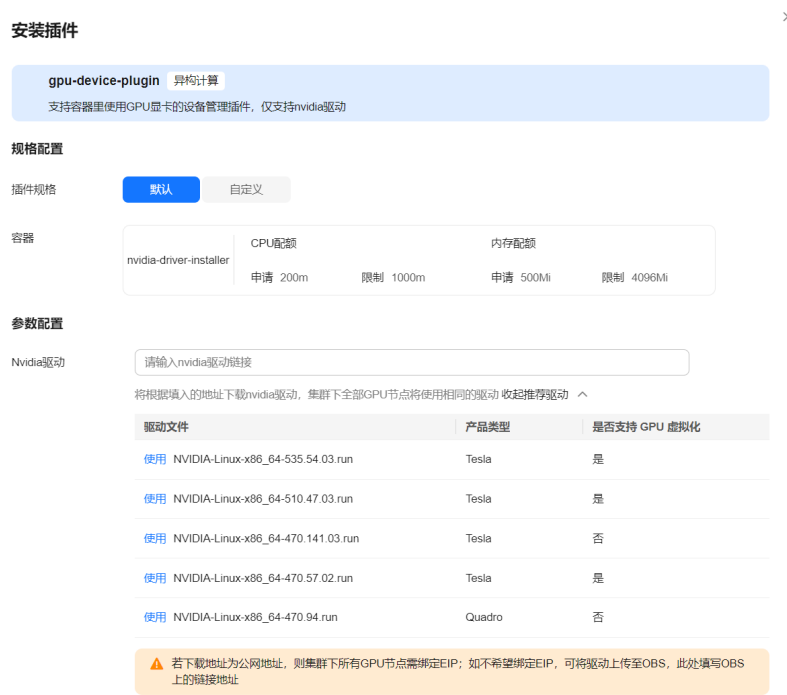 安装插件
gpu-device-plugin 异构计算
支持容器里使用GPU显卡的设备管理插件，仅支持nvidia驱动
规格配置
插件规格 默认 自定义
容器 nvidia-driver-installer CPU配额 内存配额
申请 200m 限制 1000m 申请 500Mi 限制 4096Mi
参数配置
Nvidia驱动 请输入nvidia驱动链接
将根据填入的地址下载nvidia驱动，集群下全部GPU节点将使用相同的驱动 收起推荐驱动
驱动文件 产品类型 是否支持 GPU 虚拟化
使用 NVIDIA-Linux-x86_64-535.54.03.run Tesla 是
使用 NVIDIA-Linux-x86_64-510.47.03.run Tesla 是
使用 NVIDIA-Linux-x86_64-470.141.03.run Tesla 否
使用 NVIDIA-Linux-x86_64-470.57.02.run Tesla 是
使用 NVIDIA-Linux-x86_64-470.94.run Quadro 否
若下载地址为公网地址，则集群下所有GPU节点需绑定EIP；如不希望绑定EIP，可将驱动上传至OBS，此处填写OBS
上的链接地址